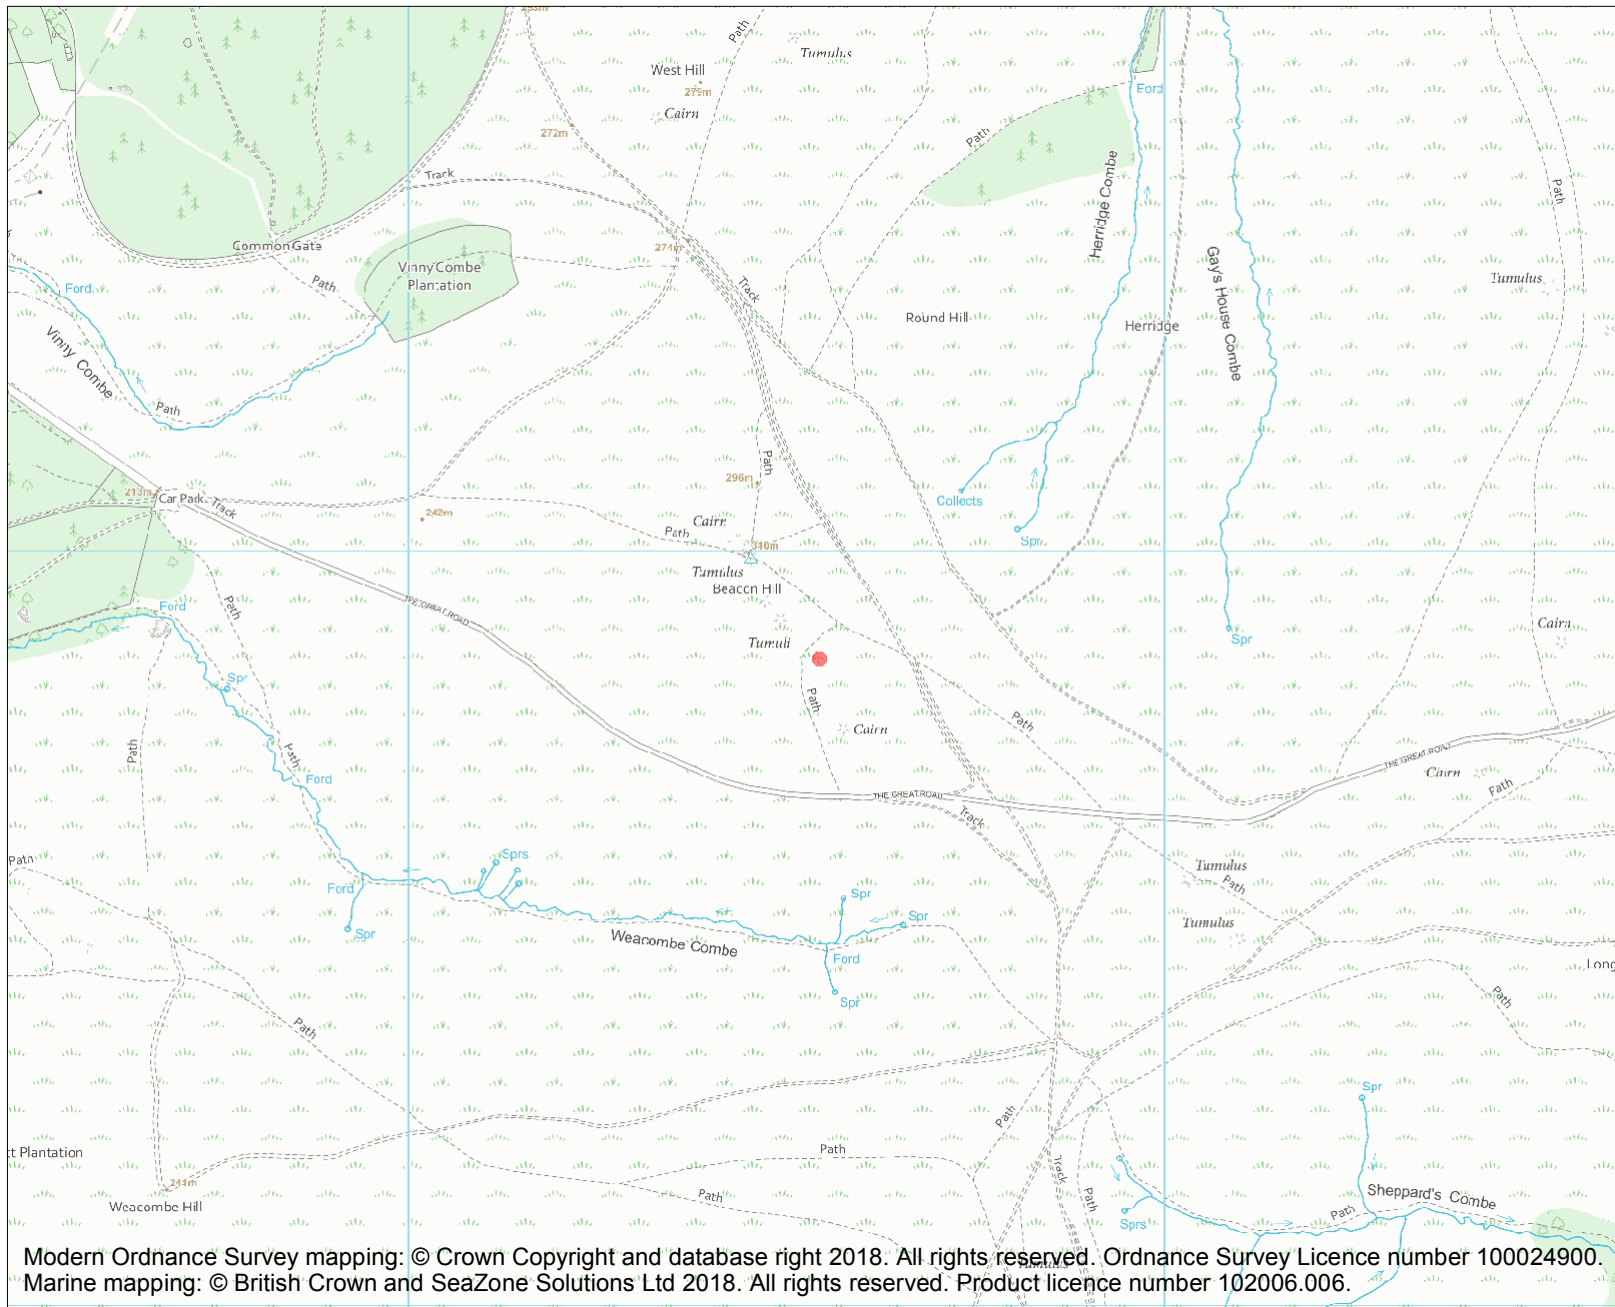 253m
Path
Tumulus
West Hill
279m
Cairn
Ford
272m
Path
Track
Herridge Combe
Path
Common Gate
274m
Vinny Combe
Plantation
Path
Track
Gay's House Combe
Tumulus
Ford
Round Hill
Herridge
Vinny Combe
Path
Path
296m
213m
Car Park
Track
242m
Collects
Cairn
Path
Spr
310m
Tumulus
Beacon Hill
THE GREAT ROAD
Ford
Path
Cairn
Spr
Tumuli
Spr
Path
Path
Cairn
Path
Path
THE GREAT ROAD
Cairn
Ford
Path
THE GREAT ROAD
Track
Path
Sprs
Tumulus
Path
Ford
Spr
Spr
Tumulus
Spr
Weacombe Combe
Ford
Long
Spr
Path
Path
Spr
Path
Path
ct Plantation
Track
Path
Path
Sheppard's Combe
Path
Sprs
Weacombe Hill
Tumulus
Modern Ordnance Survey mapping: © Crown Copyright and database right 2018. All rights reserved. Ordnance Survey Licence number 100024900.
Marine mapping: © British Crown and SeaZone Solutions Ltd 2018. All rights reserved. Product licence number 102006.006.